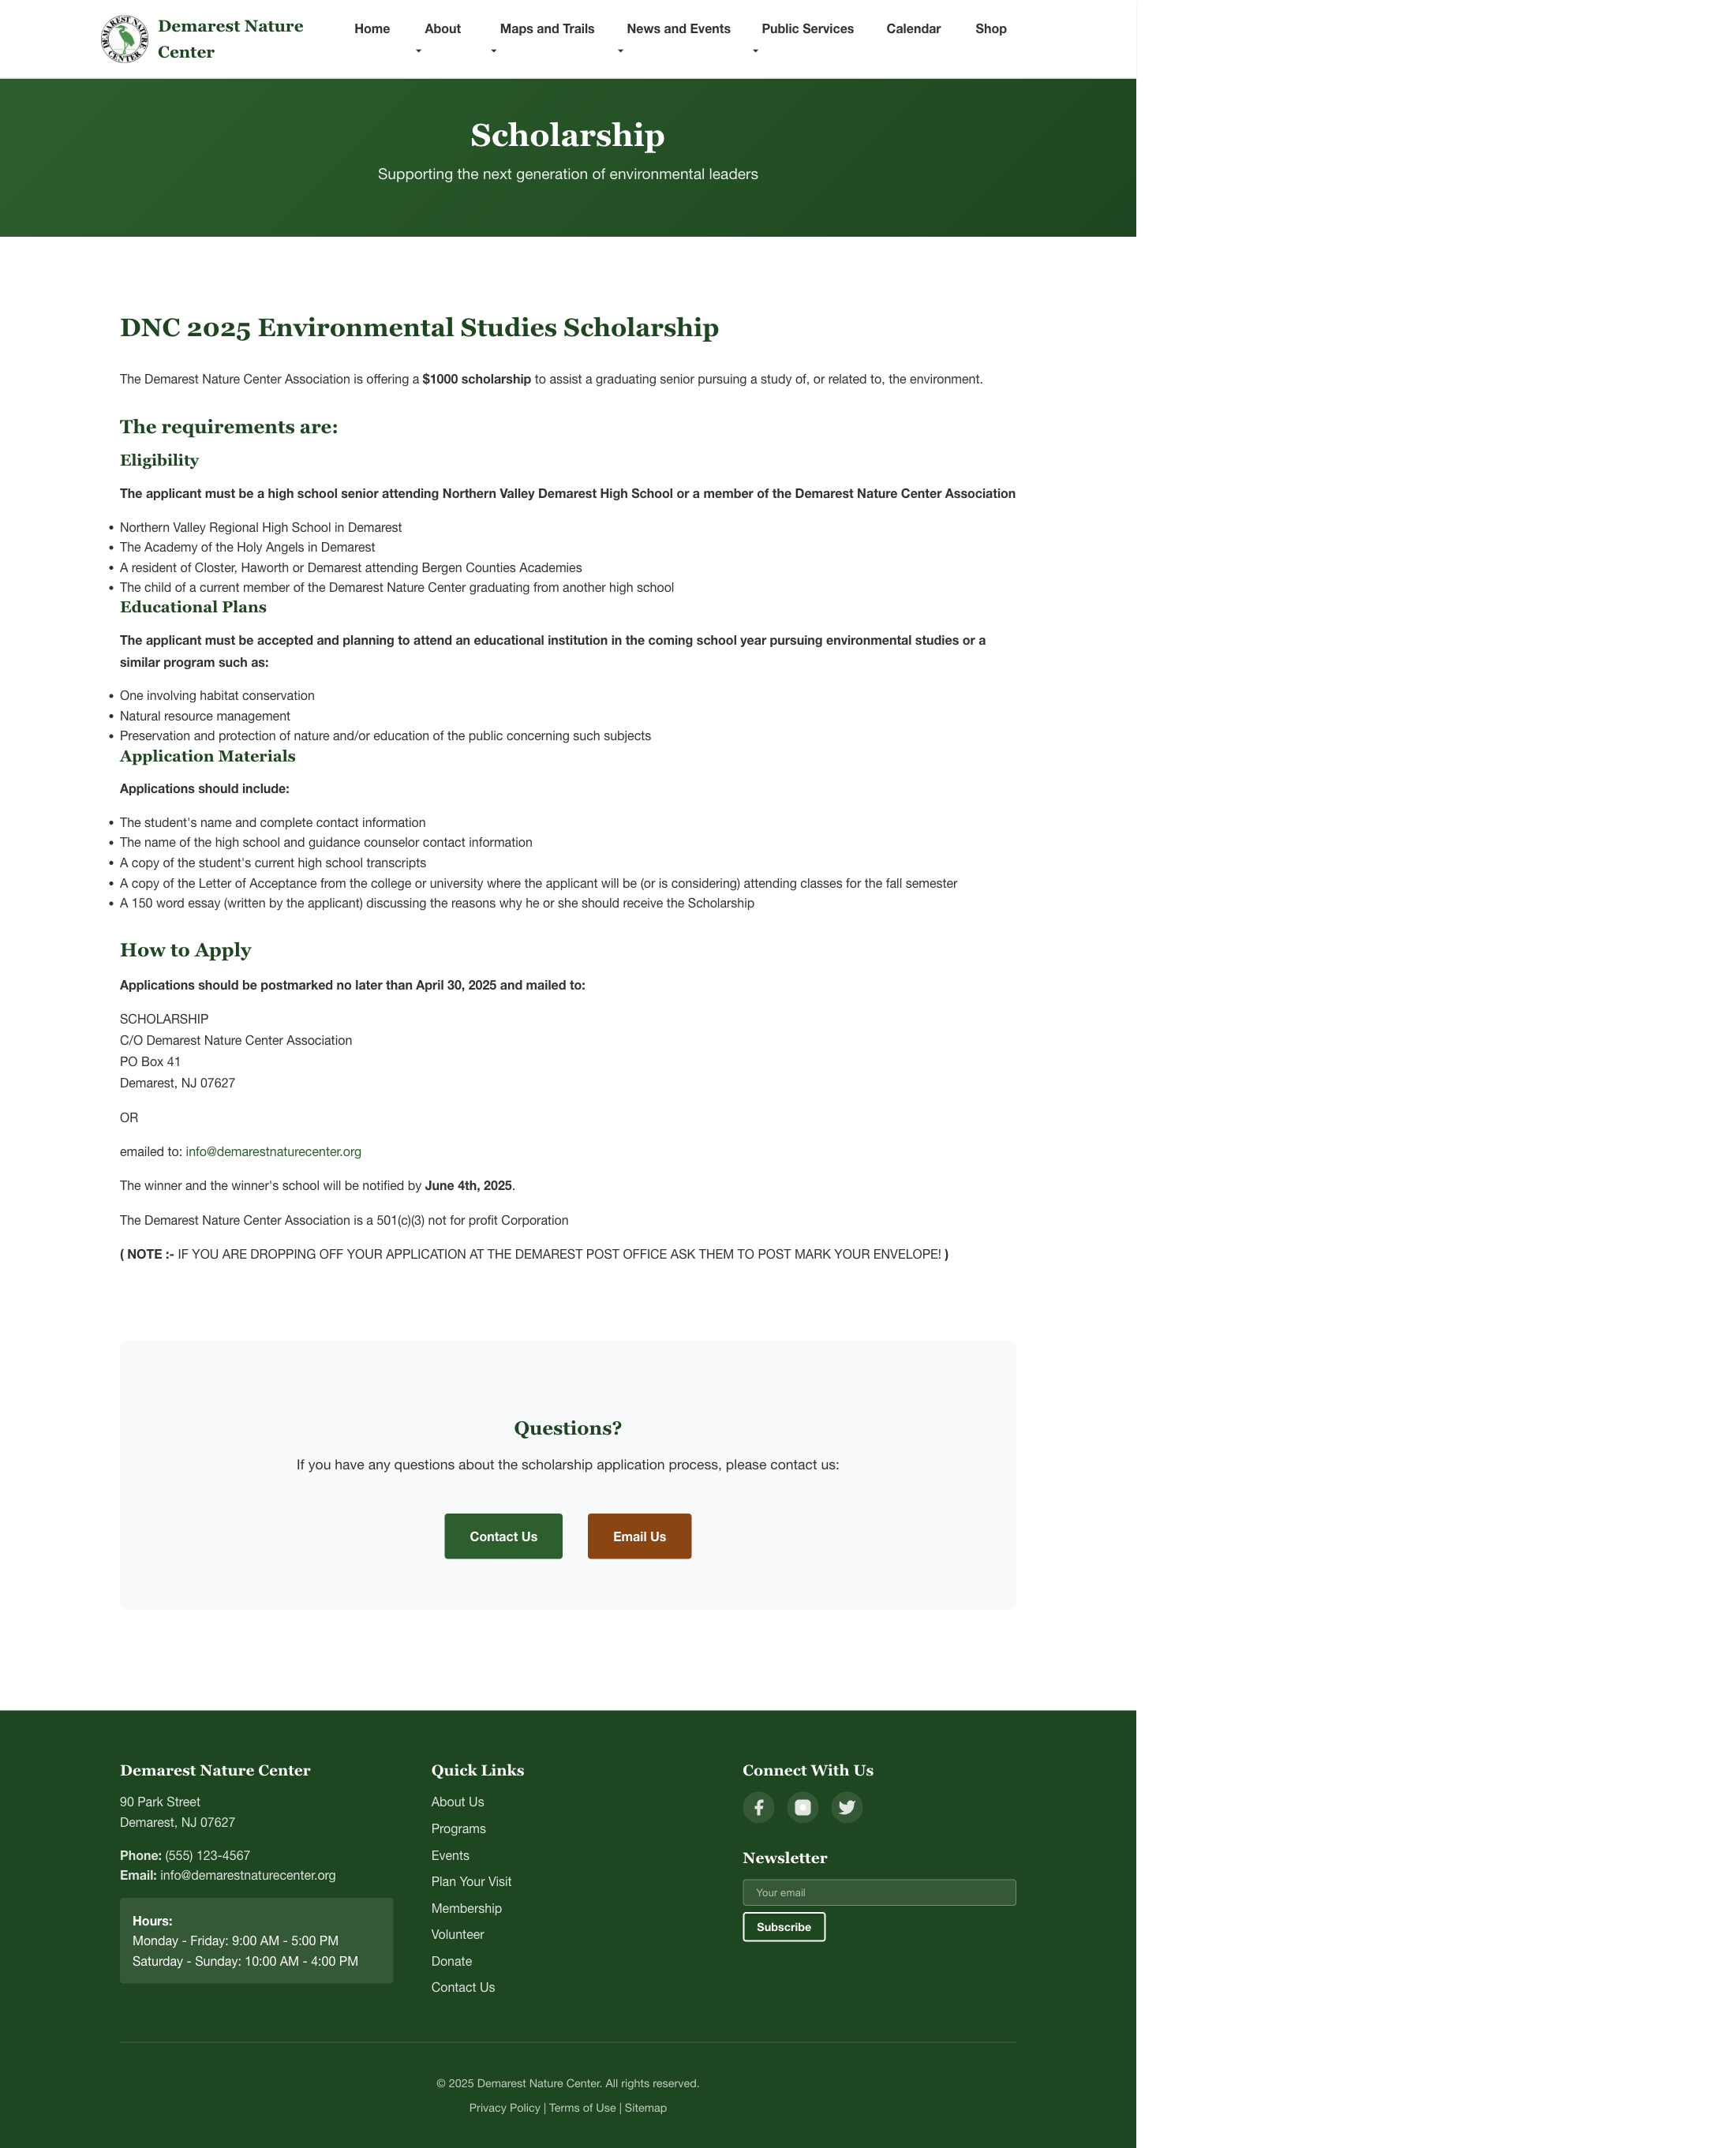 DEMAREST NATURE CENTER
Demarest Nature
Center
Home
About
Maps and Trails
News and Events
Public Services
Calendar
Shop
Scholarship
Supporting the next generation of environmental leaders
DNC 2025 Environmental Studies Scholarship
The Demarest Nature Center Association is offering a $1000 scholarship to assist a graduating senior pursuing a study of, or related to, the environment.
The requirements are:
Eligibility
The applicant must be a high school senior attending Northern Valley Demarest High School or a member of the Demarest Nature Center Association
• Northern Valley Regional High School in Demarest
• The Academy of the Holy Angels in Demarest
• A resident of Closter, Haworth or Demarest attending Bergen Counties Academies
• The child of a current member of the Demarest Nature Center graduating from another high school
Educational Plans
The applicant must be accepted and planning to attend an educational institution in the coming school year pursuing environmental studies or a
similar program such as:
• One involving habitat conservation
• Natural resource management
• Preservation and protection of nature and/or education of the public concerning such subjects
Application Materials
Applications should include:
• The student's name and complete contact information
• The name of the high school and guidance counselor contact information
• A copy of the student's current high school transcripts
• A copy of the Letter of Acceptance from the college or university where the applicant will be (or is considering) attending classes for the fall semester
• A 150 word essay (written by the applicant) discussing the reasons why he or she should receive the Scholarship
How to Apply
Applications should be postmarked no later than April 30, 2025 and mailed to:
SCHOLARSHIP
C/O Demarest Nature Center Association
PO Box 41
Demarest, NJ 07627
OR
emailed to: info@demarestnaturecenter.org
The winner and the winner's school will be notified by June 4th, 2025.
The Demarest Nature Center Association is a 501(c)(3) not for profit Corporation
( NOTE :- IF YOU ARE DROPPING OFF YOUR APPLICATION AT THE DEMAREST POST OFFICE ASK THEM TO POST MARK YOUR ENVELOPE! )
Questions?
If you have any questions about the scholarship application process, please contact us:
Contact Us
Email Us
Demarest Nature Center
90 Park Street
Demarest, NJ 07627
Phone: (555) 123-4567
Email: info@demarestnaturecenter.org
Hours:
Monday - Friday: 9:00 AM - 5:00 PM
Saturday - Sunday: 10:00 AM - 4:00 PM
Quick Links
About Us
Programs
Events
Plan Your Visit
Membership
Volunteer
Donate
Contact Us
Connect With Us
Newsletter
Your email
Subscribe
© 2025 Demarest Nature Center. All rights reserved.
Privacy Policy | Terms of Use | Sitemap